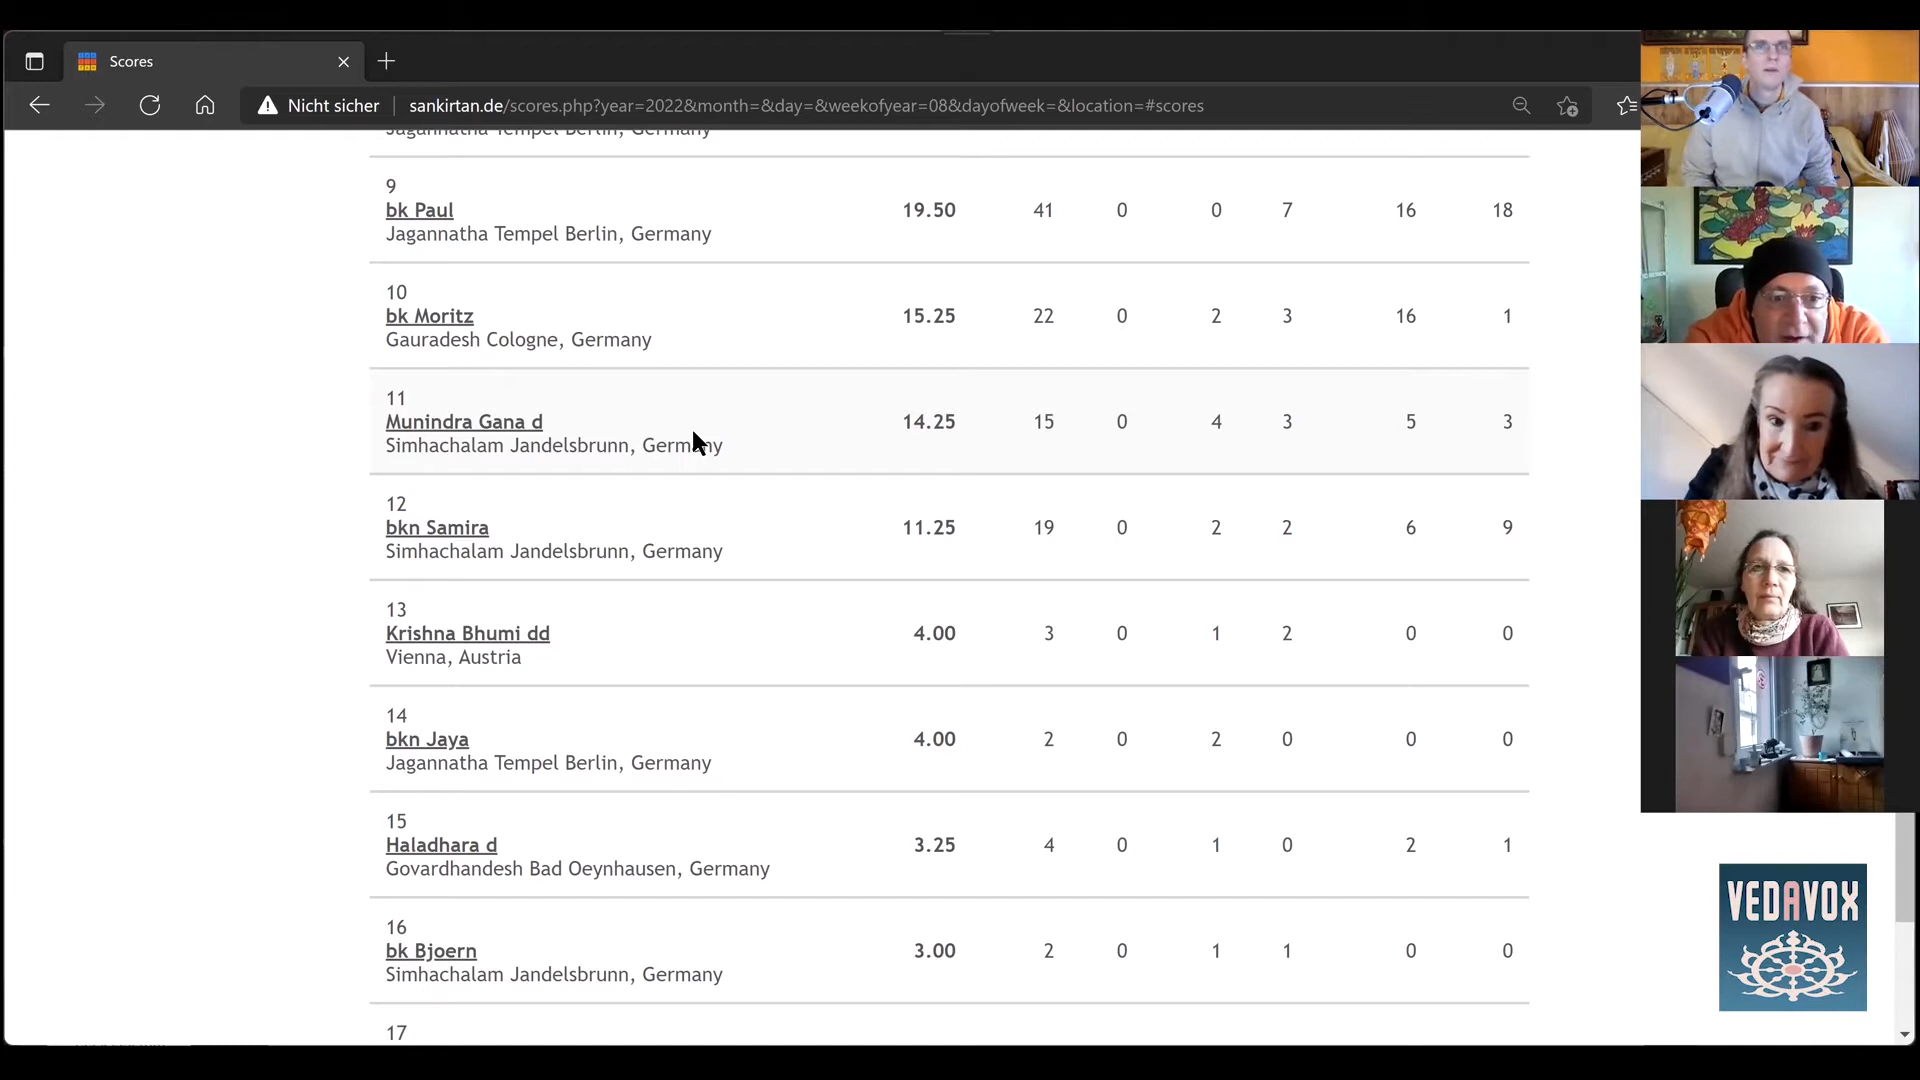 Scores
Nicht sicher sankirtan.de/scores.php?year=2022&month=&day=&weekofyear=08&dayofweek=&location=#scores
Jagannatha Tempel Berlin, Germany
9
bk Paul 19.50 41 0 0 7 16 18
Jagannatha Tempel Berlin, Germany
10
bk Moritz 15.25 22 0 2 3 16 1
Gauradesh Cologne, Germany
11
Munindra Gana d 14.25 15 0 4 3 5 3
Simhachalam Jandelsbrunn, Germany
12
bkn Samira 11.25 19 0 2 2 6 9
Simhachalam Jandelsbrunn, Germany
13
Krishna Bhumi dd 4.00 3 0 1 2 0 0
Vienna, Austria
14
bkn Jaya 4.00 2 0 2 0 0 0
Jagannatha Tempel Berlin, Germany
15
Haladhara d 3.25 4 0 1 0 2 1
Govardhandesh Bad Oeynhausen, Germany
16
bk Bjoern 3.00 2 0 1 1 0 0
Simhachalam Jandelsbrunn, Germany
17
VEDAVOX